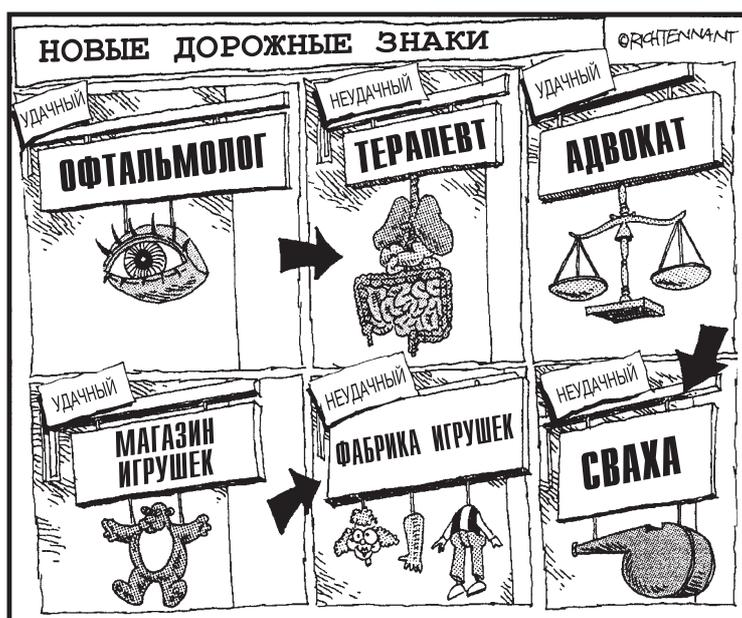 НОВЫЕ ДОРОЖНЫЕ ЗНАКИ
©RICHTENNANT
УДАЧНЫЙ
ОФТАЛЬМОЛОГ
НЕУДАЧНЫЙ
ТЕРАПЕВТ
УДАЧНЫЙ
АДВОКАТ
УДАЧНЫЙ
МАГАЗИН
ИГРУШЕК
НЕУДАЧНЫЙ
ФАБРИКА ИГРУШЕК
НЕУДАЧНЫЙ
СВАХА